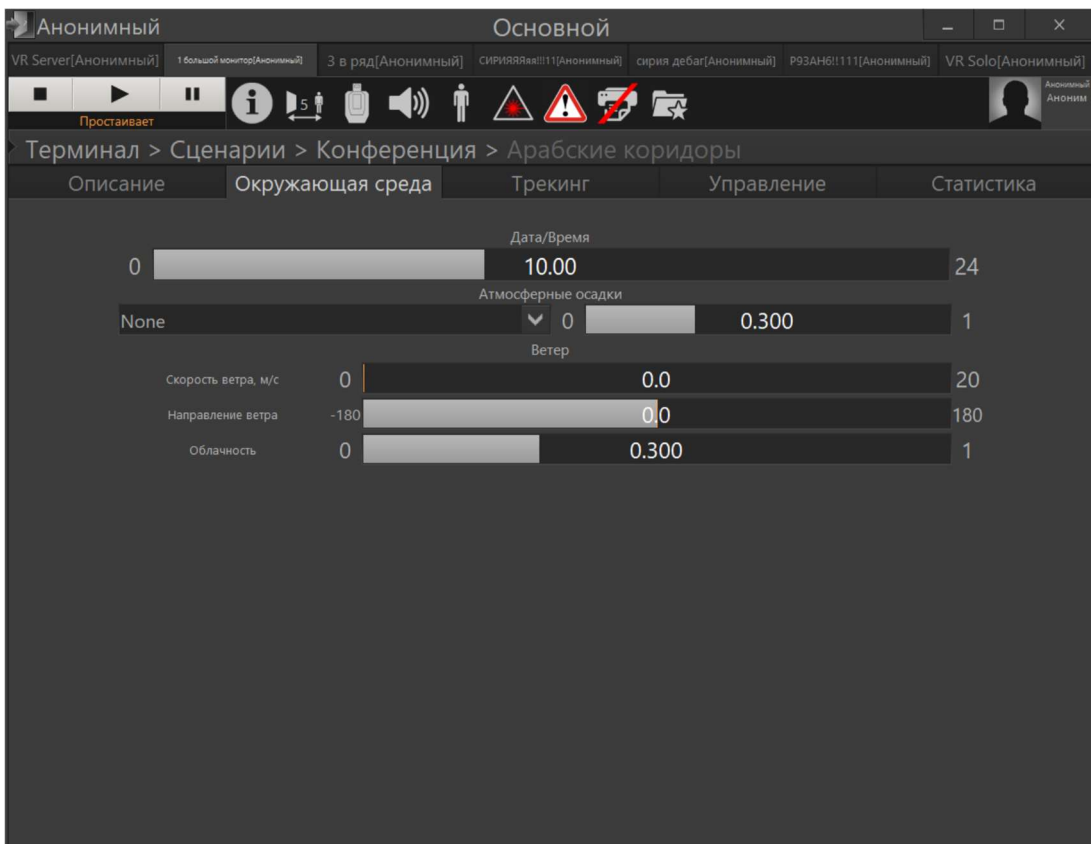 Анонимный Основной
VR Server[Анонимный] 1 большой монитор[Анонимный] 3 в ряд[Анонимный] СИРИЯЯЯяя!!!11[Анонимный] сирия дебаг[Анонимный] Р93АН6!!111[Анонимный] VR Solo[Анонимный]
5
Анонимный
Аноним
Простаивает
Терминал > Сценарии > Конференция > Арабские коридоры
Описание Окружающая среда Трекинг Управление Статистика
Дата/Время
0 10.00 24
Атмосферные осадки
None 0 0.300 1
Ветер
Скорость ветра, м/с 0 0.0 20
Направление ветра -180 0.0 180
Облачность 0 0.300 1